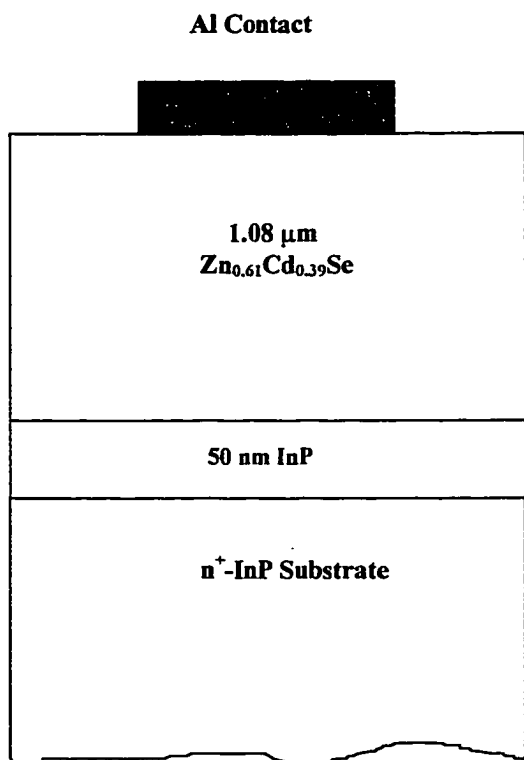 Al Contact
1.08 μm
Zn₀.₆₁Cd₀.₃₉Se
50 nm InP
n⁺-InP Substrate